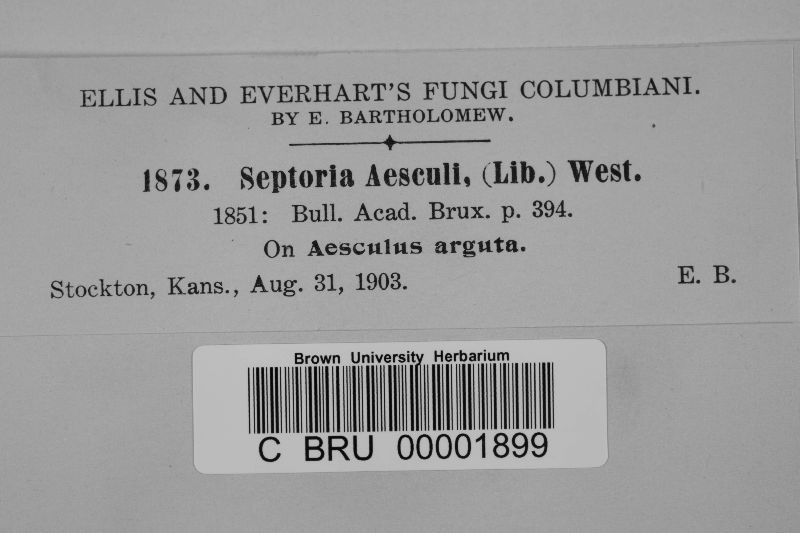 ELLIS AND EVERHART'S FUNGI COLUMBIANI.
BY E. BARTHOLOMEW.
1873. Septoria Aesculi, (Lib.) West.
1851: Bull. Acad. Brux. p. 394.
On Aesculus arguta.
Stockton, Kans., Aug. 31, 1903. E. B.
Brown University Herbarium
C BRU 00001899